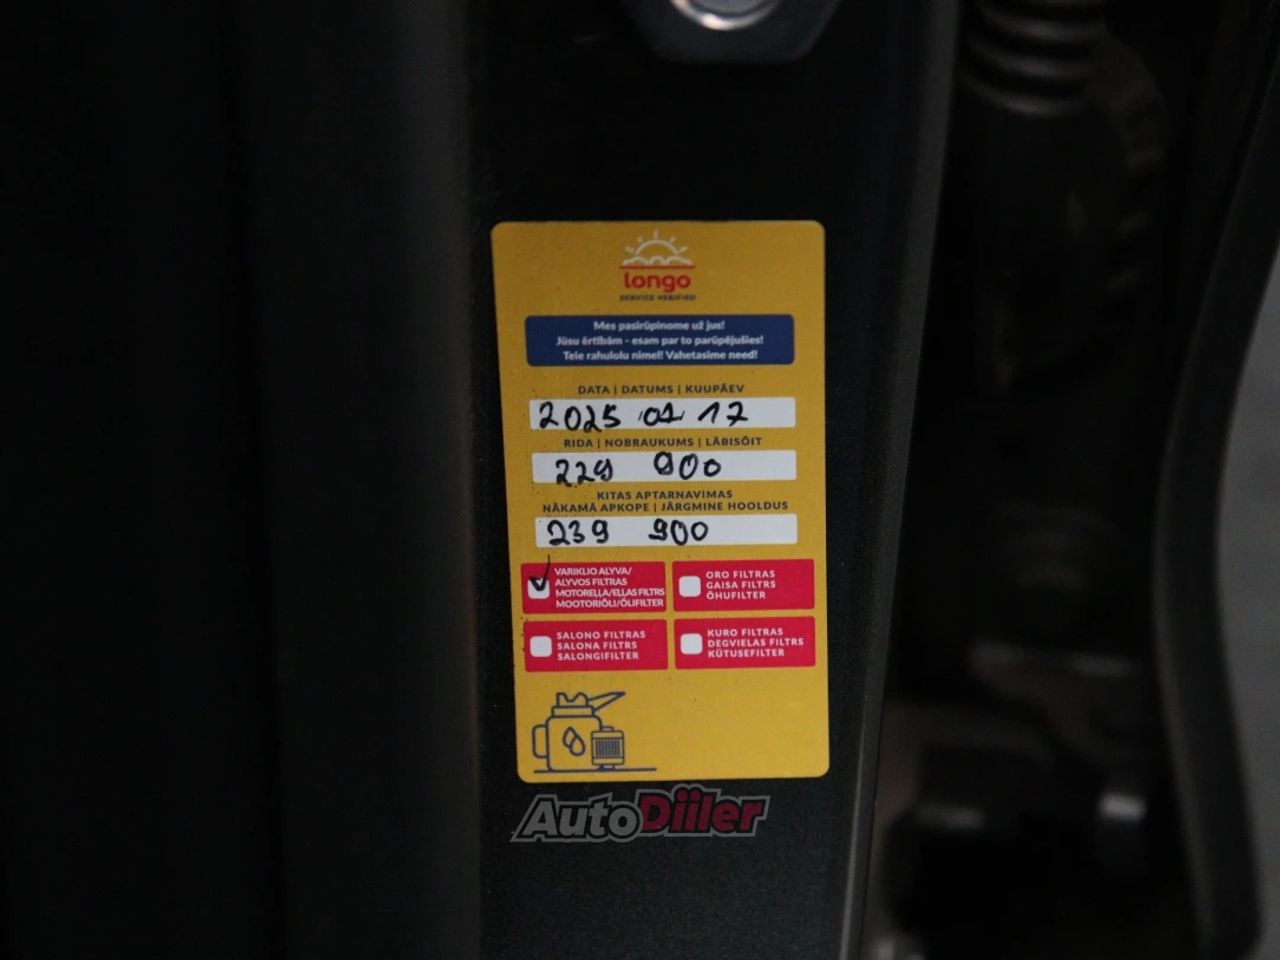 longo
SERVICE VERIFIED
Mes pasirūpinome už jus!
Jūsu ērtībām - esam par to parūpējušies!
Teie rahulolu nimel! Vahetasime need!
DATA | DATUMS | KUUPÄEV
2025 01 17
RIDA | NOBRAUKUMS | LÄBISÕIT
229 900
KITAS APTARNAVIMAS
NĀKAMĀ APKOPE | JÄRGMINE HOOLDUS
239 900
VARIKLIO ALYVA/
ALYVOS FILTRAS
MOTOREĻĻA/EĻĻAS FILTRS
MOOTORIÕLI/ÕLIFILTER
ORO FILTRAS
GAISA FILTRS
ÕHUFILTER
SALONO FILTRAS
SALONA FILTRS
SALONGIFILTER
KURO FILTRAS
DEGVIELAS FILTRS
KÜTUSEFILTER
AutoDiiler